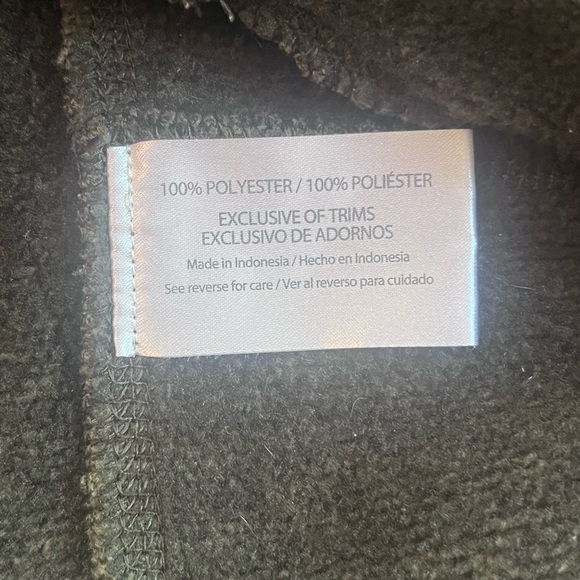 100% POLYESTER / 100% POLIÉSTER
EXCLUSIVE OF TRIMS
EXCLUSIVO DE ADORNOS
Made in Indonesia / Hecho en Indonesia
See reverse for care / Ver al reverso para cuidado